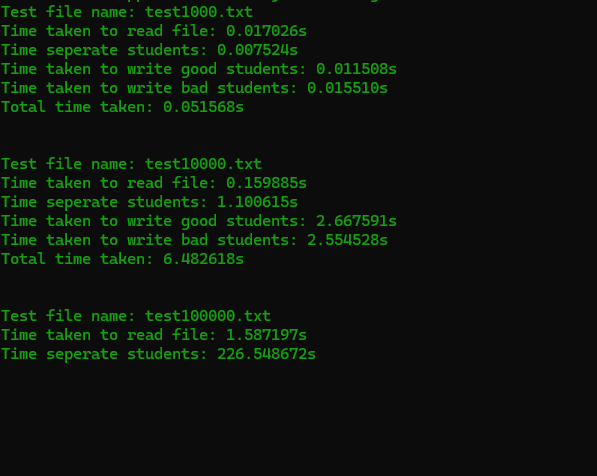 Test file name: test1000.txt
Time taken to read file: 0.017026s
Time seperate students: 0.007524s
Time taken to write good students: 0.011508s
Time taken to write bad students: 0.015510s
Total time taken: 0.051568s
Test file name: test10000.txt
Time taken to read file: 0.159885s
Time seperate students: 1.100615s
Time taken to write good students: 2.667591s
Time taken to write bad students: 2.554528s
Total time taken: 6.482618s
Test file name: test100000.txt
Time taken to read file: 1.587197s
Time seperate students: 226.548672s